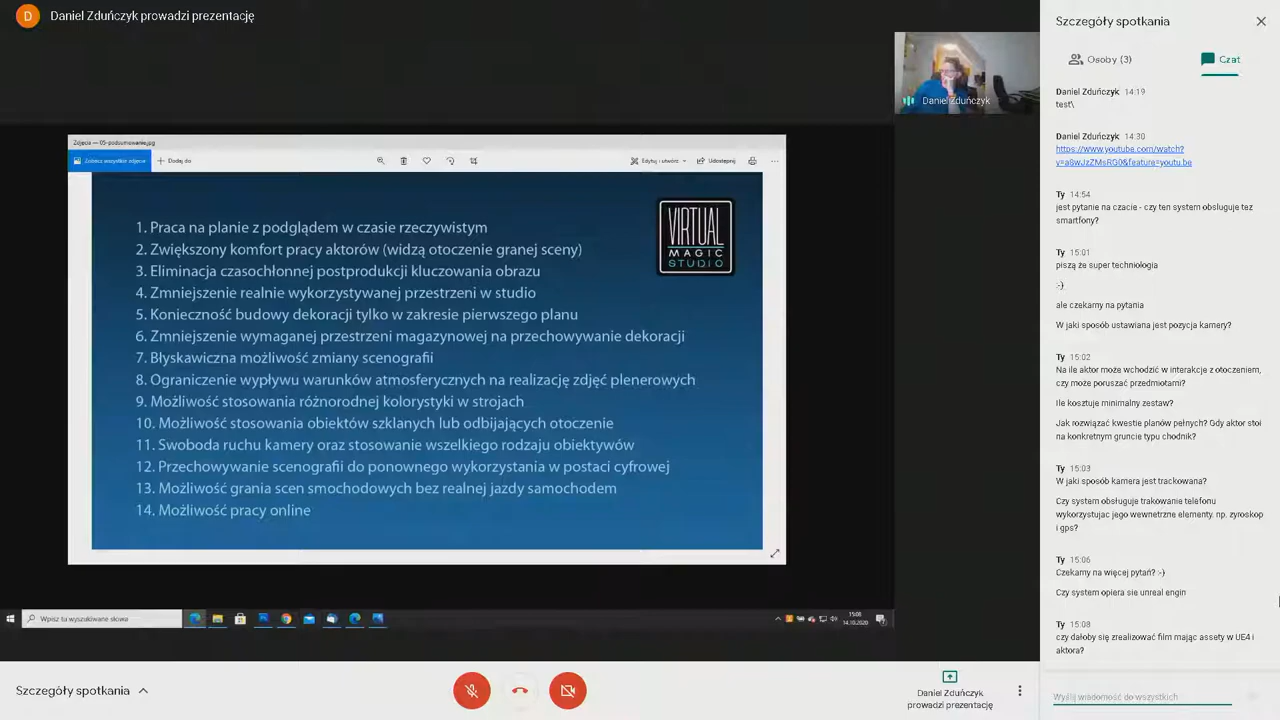 D
Daniel Zduńczyk prowadzi prezentację
Daniel Zduńczyk
Zdjęcia — 05-podsumowanie.jpg
Zobacz wszystkie zdjęcia
Dodaj do
Edytuj i utwórz
Udostępnij
1. Praca na planie z podglądem w czasie rzeczywistym
2. Zwiększony komfort pracy aktorów (widzą otoczenie granej sceny)
3. Eliminacja czasochłonnej postprodukcji kluczowania obrazu
4. Zmniejszenie realnie wykorzystywanej przestrzeni w studio
5. Konieczność budowy dekoracji tylko w zakresie pierwszego planu
6. Zmniejszenie wymaganej przestrzeni magazynowej na przechowywanie dekoracji
7. Błyskawiczna możliwość zmiany scenografii
8. Ograniczenie wypływu warunków atmosferycznych na realizację zdjęć plenerowych
9. Możliwość stosowania różnorodnej kolorystyki w strojach
10. Możliwość stosowania obiektów szklanych lub odbijających otoczenie
11. Swoboda ruchu kamery oraz stosowanie wszelkiego rodzaju obiektywów
12. Przechowywanie scenografii do ponownego wykorzystania w postaci cyfrowej
13. Możliwość grania scen smochodowych bez realnej jazdy samochodem
14. Możliwość pracy online
VIRTUAL
MAGIC
STUDIO
Wpisz tu wyszukiwane słowa
15:08
14.10.2020
Szczegóły spotkania
Daniel Zduńczyk
prowadzi prezentację
Szczegóły spotkania
Osoby (3)
Czat
Daniel Zduńczyk 14:19
test\
Daniel Zduńczyk 14:30
https://www.youtube.com/watch?
v=a8wJzZMsRG0&feature=youtu.be
Ty 14:54
jest pytanie na czacie - czy ten system obsluguje tez
smartfony?
Ty 15:01
piszą że super technologia
:-)
ale czekamy na pytania
W jaki sposób ustawiana jest pozycja kamery?
Ty 15:02
Na ile aktor może wchodzić w interakcje z otoczeniem,
czy może poruszać przedmiotami?
Ile kosztuje minimalny zestaw?
Jak rozwiązać kwestie planów pełnych? Gdy aktor stoi
na konkretnym gruncie typu chodnik?
Ty 15:03
W jaki sposób kamera jest trackowana?
Czy system obsługuje trakowanie telefonu
wykorzystujac jego wewnetrzne elementy. np. zyroskop
i gps?
Ty 15:06
Czekamy na więcej pytań? :-)
Czy system opiera sie unreal engin
Ty 15:08
czy dałoby się zrealizować film mając assety w UE4 i
aktora?
Wyślij wiadomość do wszystkich